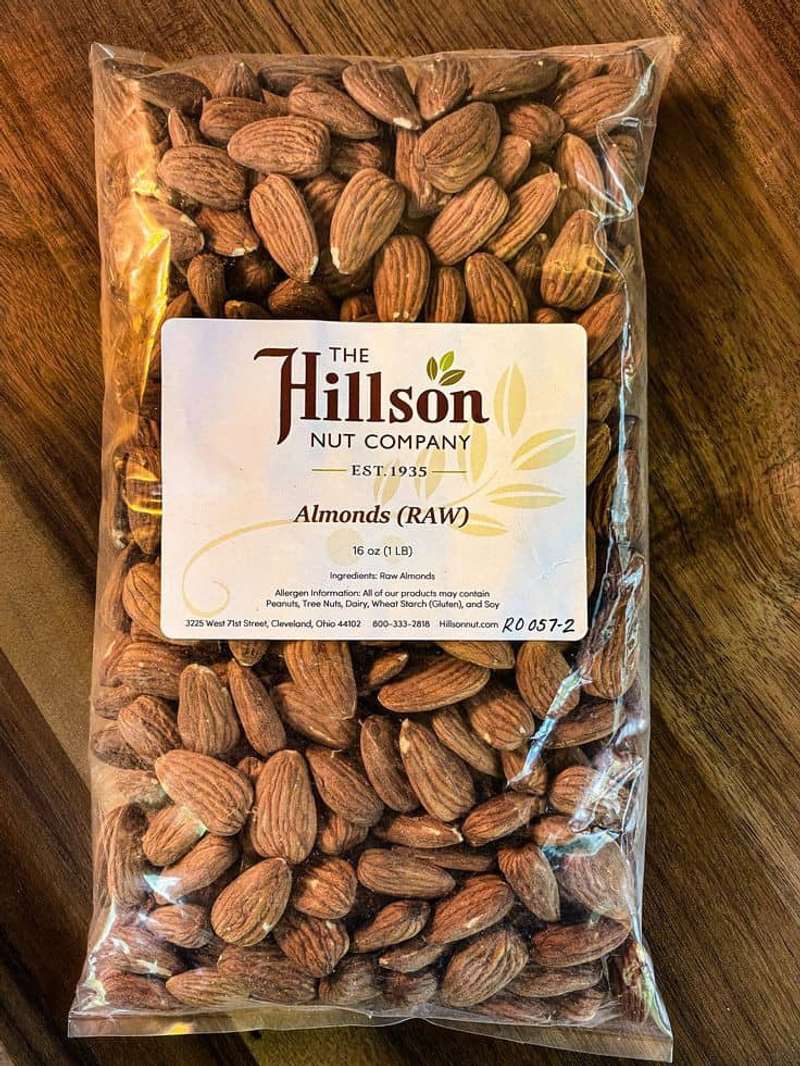 THE
Hillson
NUT COMPANY
EST. 1935
Almonds (RAW)
16 oz (1 LB)
Ingredients: Raw Almonds
Allergen Information: All of our products may contain
Peanuts, Tree Nuts, Dairy, Wheat Starch (Gluten), and Soy
3225 West 71st Street, Cleveland, Ohio 44102 800-333-2818 Hillsonnut.com RO 057-2